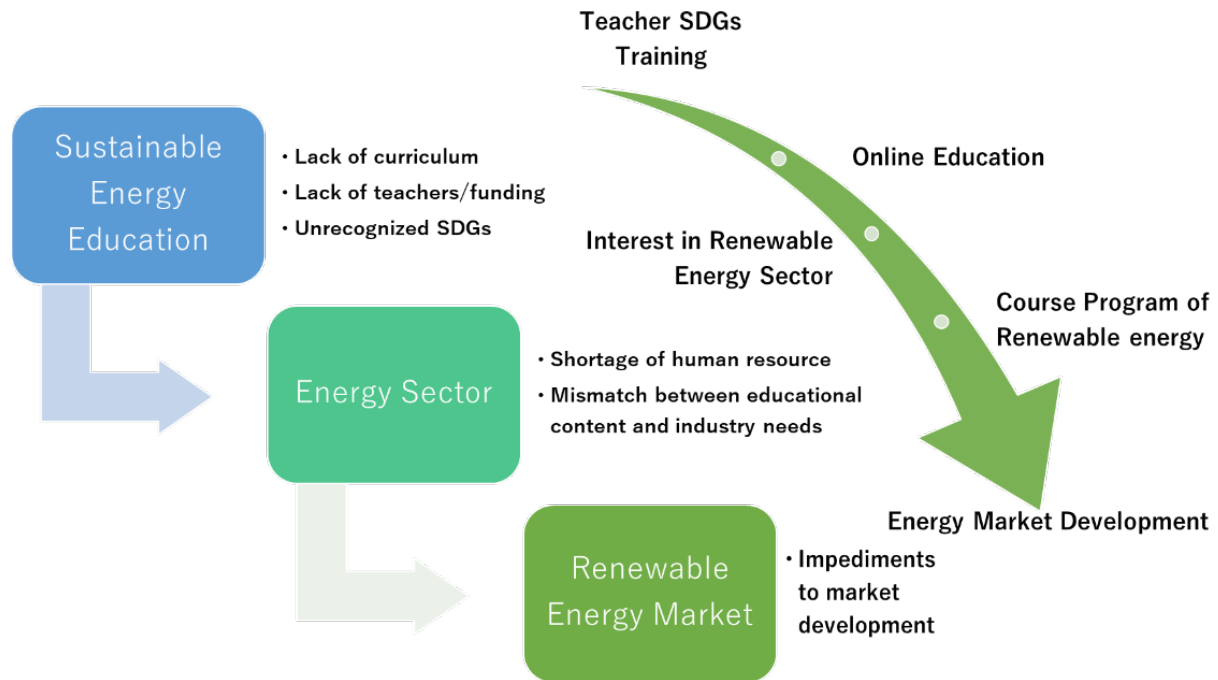 Teacher SDGs
Training
Sustainable
Energy
Education
・Lack of curriculum
・Lack of teachers/funding
・Unrecognized SDGs
Online Education
Interest in Renewable
Energy Sector
Course Program of
Renewable energy
Energy Sector
・Shortage of human resource
・Mismatch between educational
content and industry needs
Energy Market Development
Renewable
Energy Market
・Impediments
to market
development